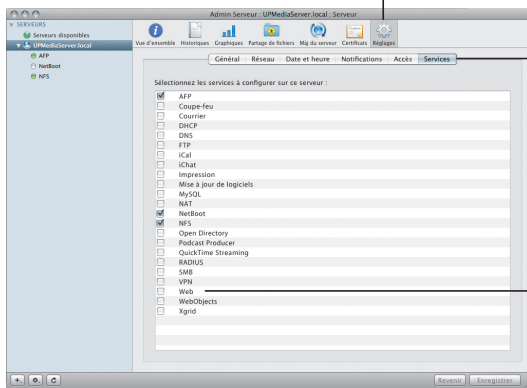 Admin Serveur : UPMediaServer.local : Serveur
SERVEURS
Serveurs disponibles
UPMediaServer.local
AFP
NetBoot
NFS
Vue d'ensemble Historiques Graphiques Partage de fichiers Màj du serveur Certificats Réglages
Général Réseau Date et heure Notifications Accès Services
Sélectionnez les services à configurer sur ce serveur :
AFP
Coupe-feu
Courrier
DHCP
DNS
FTP
iCal
iChat
Impression
Mise à jour de logiciels
MySQL
NAT
NetBoot
NFS
Open Directory
Podcast Producer
QuickTime Streaming
RADIUS
SMB
VPN
Web
WebObjects
Xgrid
Revenir Enregistrer